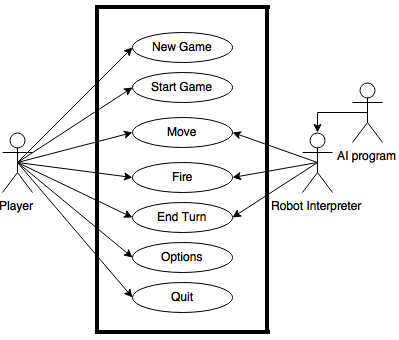 New Game
Start Game
Move
AI program
Fire
Player
Robot Interpreter
End Turn
Options
Quit